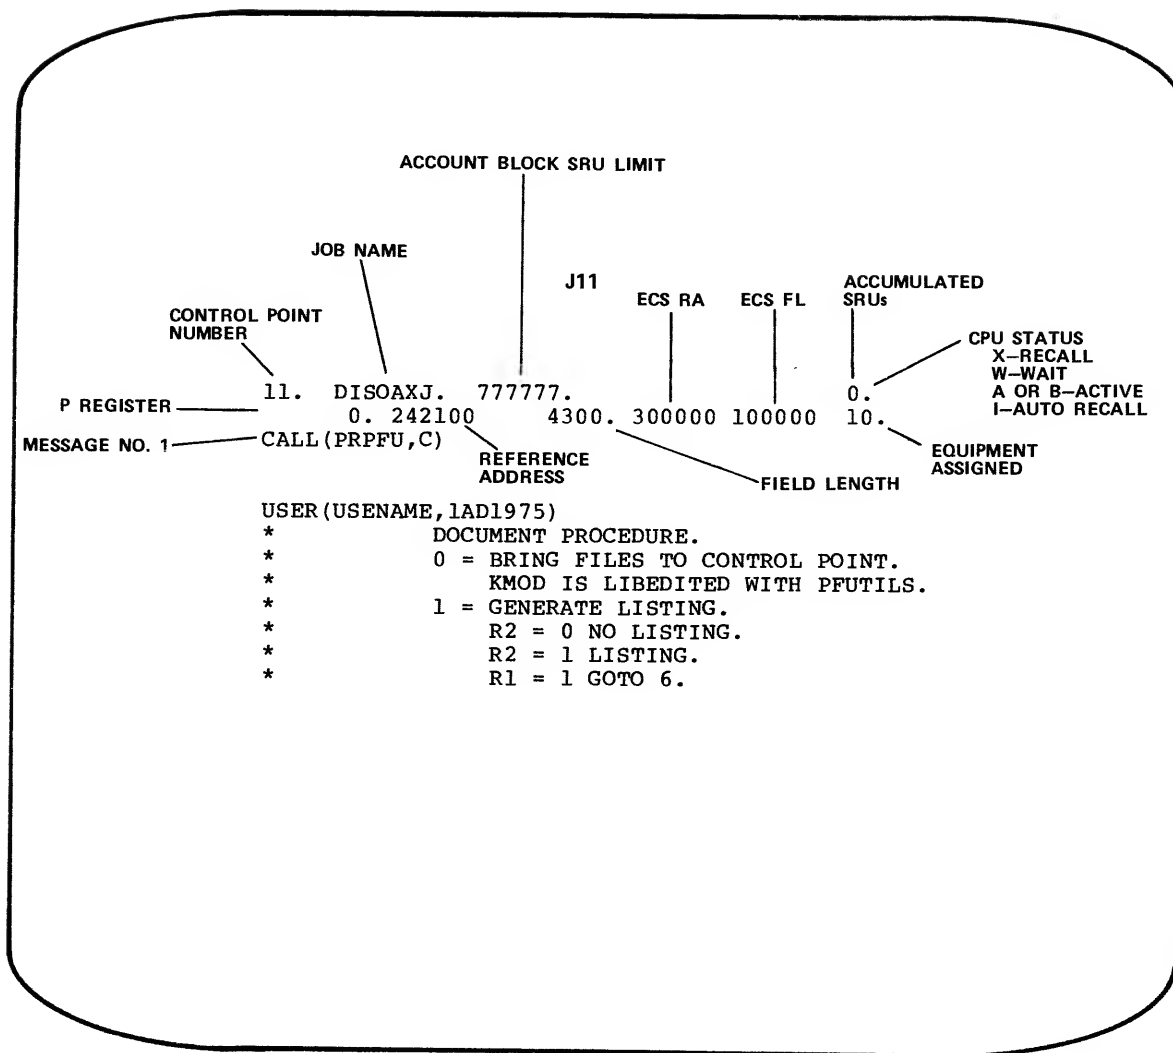 ACCOUNT BLOCK SRU LIMIT
JOB NAME
J11
ACCUMULATED
SRUs
ECS RA ECS FL
CONTROL POINT
NUMBER
CPU STATUS
X–RECALL
W–WAIT
A OR B–ACTIVE
I–AUTO RECALL
11. DISOAXJ. 777777. 0.
P REGISTER
0. 242100 4300. 300000 100000 10.
MESSAGE NO. 1
CALL(PRPFU,C)
REFERENCE
ADDRESS
EQUIPMENT
ASSIGNED
FIELD LENGTH
USER(USENAME,1AD1975)
* DOCUMENT PROCEDURE.
* 0 = BRING FILES TO CONTROL POINT.
* KMOD IS LIBEDITED WITH PFUTILS.
* 1 = GENERATE LISTING.
* R2 = 0 NO LISTING.
* R2 = 1 LISTING.
* R1 = 1 GOTO 6.